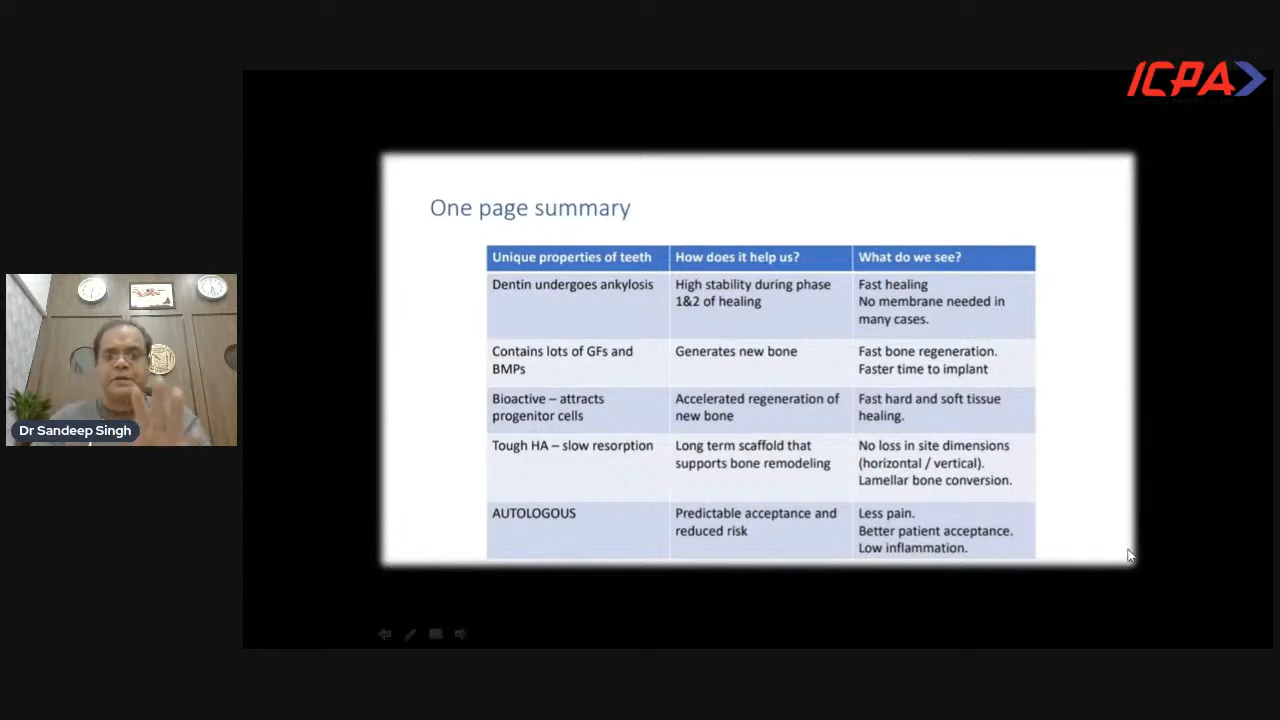 ICPA
One page summary
Unique properties of teeth
How does it help us?
What do we see?
Dentin undergoes ankylosis
High stability during phase
1&2 of healing
Fast healing
No membrane needed in
many cases.
Contains lots of GFs and
BMPs
Generates new bone
Fast bone regeneration.
Faster time to implant
Bioactive – attracts
progenitor cells
Accelerated regeneration of
new bone
Fast hard and soft tissue
healing.
Tough HA – slow resorption
Long term scaffold that
supports bone remodeling
No loss in site dimensions
(horizontal / vertical).
Lamellar bone conversion.
AUTOLOGOUS
Predictable acceptance and
reduced risk
Less pain.
Better patient acceptance.
Low inflammation.
Dr Sandeep Singh